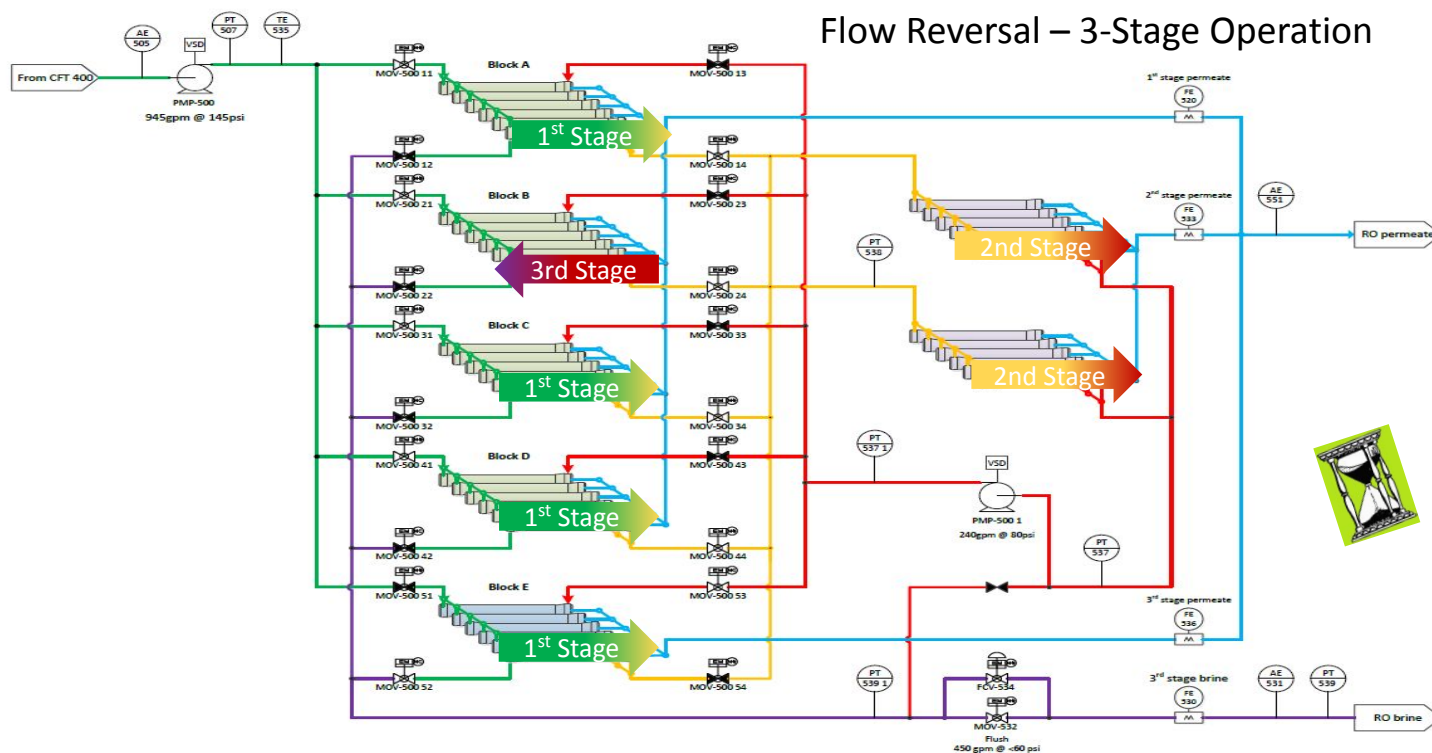 Flow Reversal – 3-Stage Operation
AE
505
PT
507
TE
535
VSD
From CFT 400
PMP-500
945gpm @ 145psi
Block A
MOV-500 11
MOV-500 13
1st Stage
MOV-500 12
MOV-500 14
1st stage permeate
FE
520
MOV-500 21
Block B
MOV-500 23
3rd Stage
MOV-500 22
MOV-500 24
2nd stage permeate
FE
533
AE
551
RO permeate
2nd Stage
PT
538
MOV-500 31
Block C
MOV-500 33
1st Stage
2nd Stage
MOV-500 32
MOV-500 34
MOV-500 41
Block D
MOV-500 43
PT
537 1
VSD
PMP-500 1
240gpm @ 80psi
1st Stage
MOV-500 42
MOV-500 44
PT
537
MOV-500 51
Block E
MOV-500 53
3rd stage permeate
FE
536
1st Stage
MOV-500 52
MOV-500 54
PT
539 1
FCV-534
MOV-532
Flush
450 gpm @ <60 psi
3rd stage brine
FE
530
AE
531
PT
539
RO brine